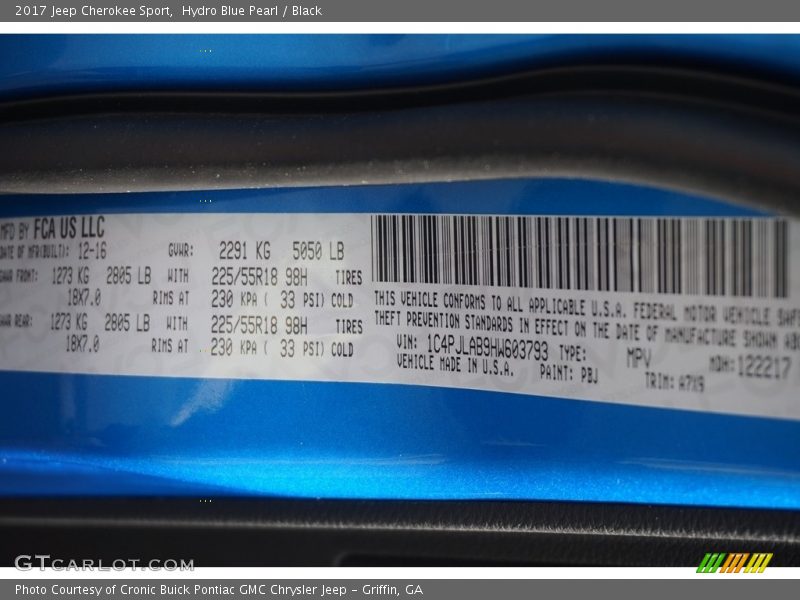 2017 Jeep Cherokee Sport, Hydro Blue Pearl / Black
MFD BY FCA US LLC
DATE OF MFR(BUILT): 12-16 GVWR: 2291 KG 5050 LB
GAWR FRONT: 1273 KG 2805 LB WITH 225/55R18 98H TIRES
18X7.0 RIMS AT 230 KPA ( 33 PSI) COLD
GAWR REAR: 1273 KG 2805 LB WITH 225/55R18 98H TIRES
18X7.0 RIMS AT 230 KPA ( 33 PSI) COLD
THIS VEHICLE CONFORMS TO ALL APPLICABLE U.S.A. FEDERAL MOTOR VEHICLE
THEFT PREVENTION STANDARDS IN EFFECT ON THE DATE OF MANUFACTURE SHOWN
VIN: 1C4PJLAB9HW603793 TYPE: MPV MDH: 122217
VEHICLE MADE IN U.S.A. PAINT: PBJ TRIM: A7X9
GTCARLOT.COM
Photo Courtesy of Cronic Buick Pontiac GMC Chrysler Jeep - Griffin, GA